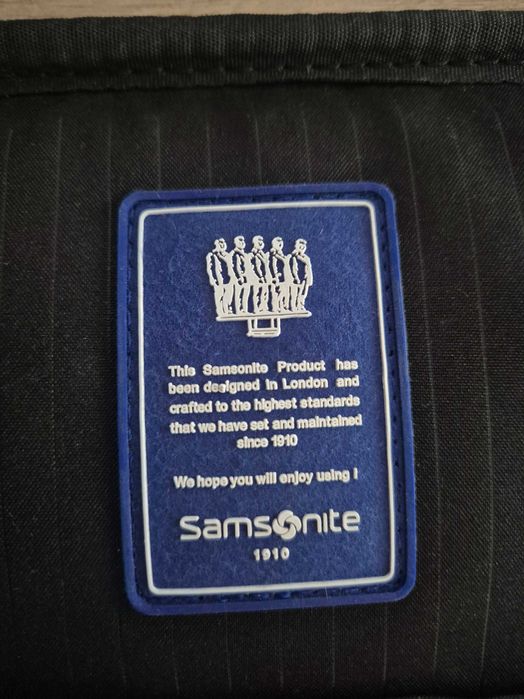 This Samsonite Product has
been designed in London and
crafted to the highest standards
that we have set and maintained
since 1910
We hope you will enjoy using !
Samsonite
1910